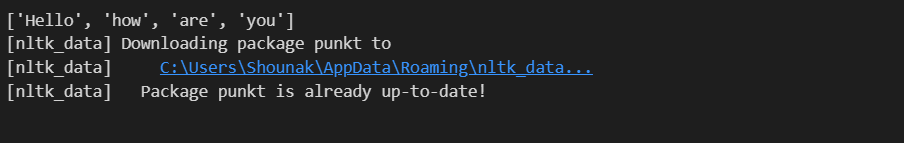 ['Hello', 'how', 'are', 'you']
[nltk_data] Downloading package punkt to
[nltk_data]     C:\Users\Shounak\AppData\Roaming\nltk_data...
[nltk_data]   Package punkt is already up-to-date!